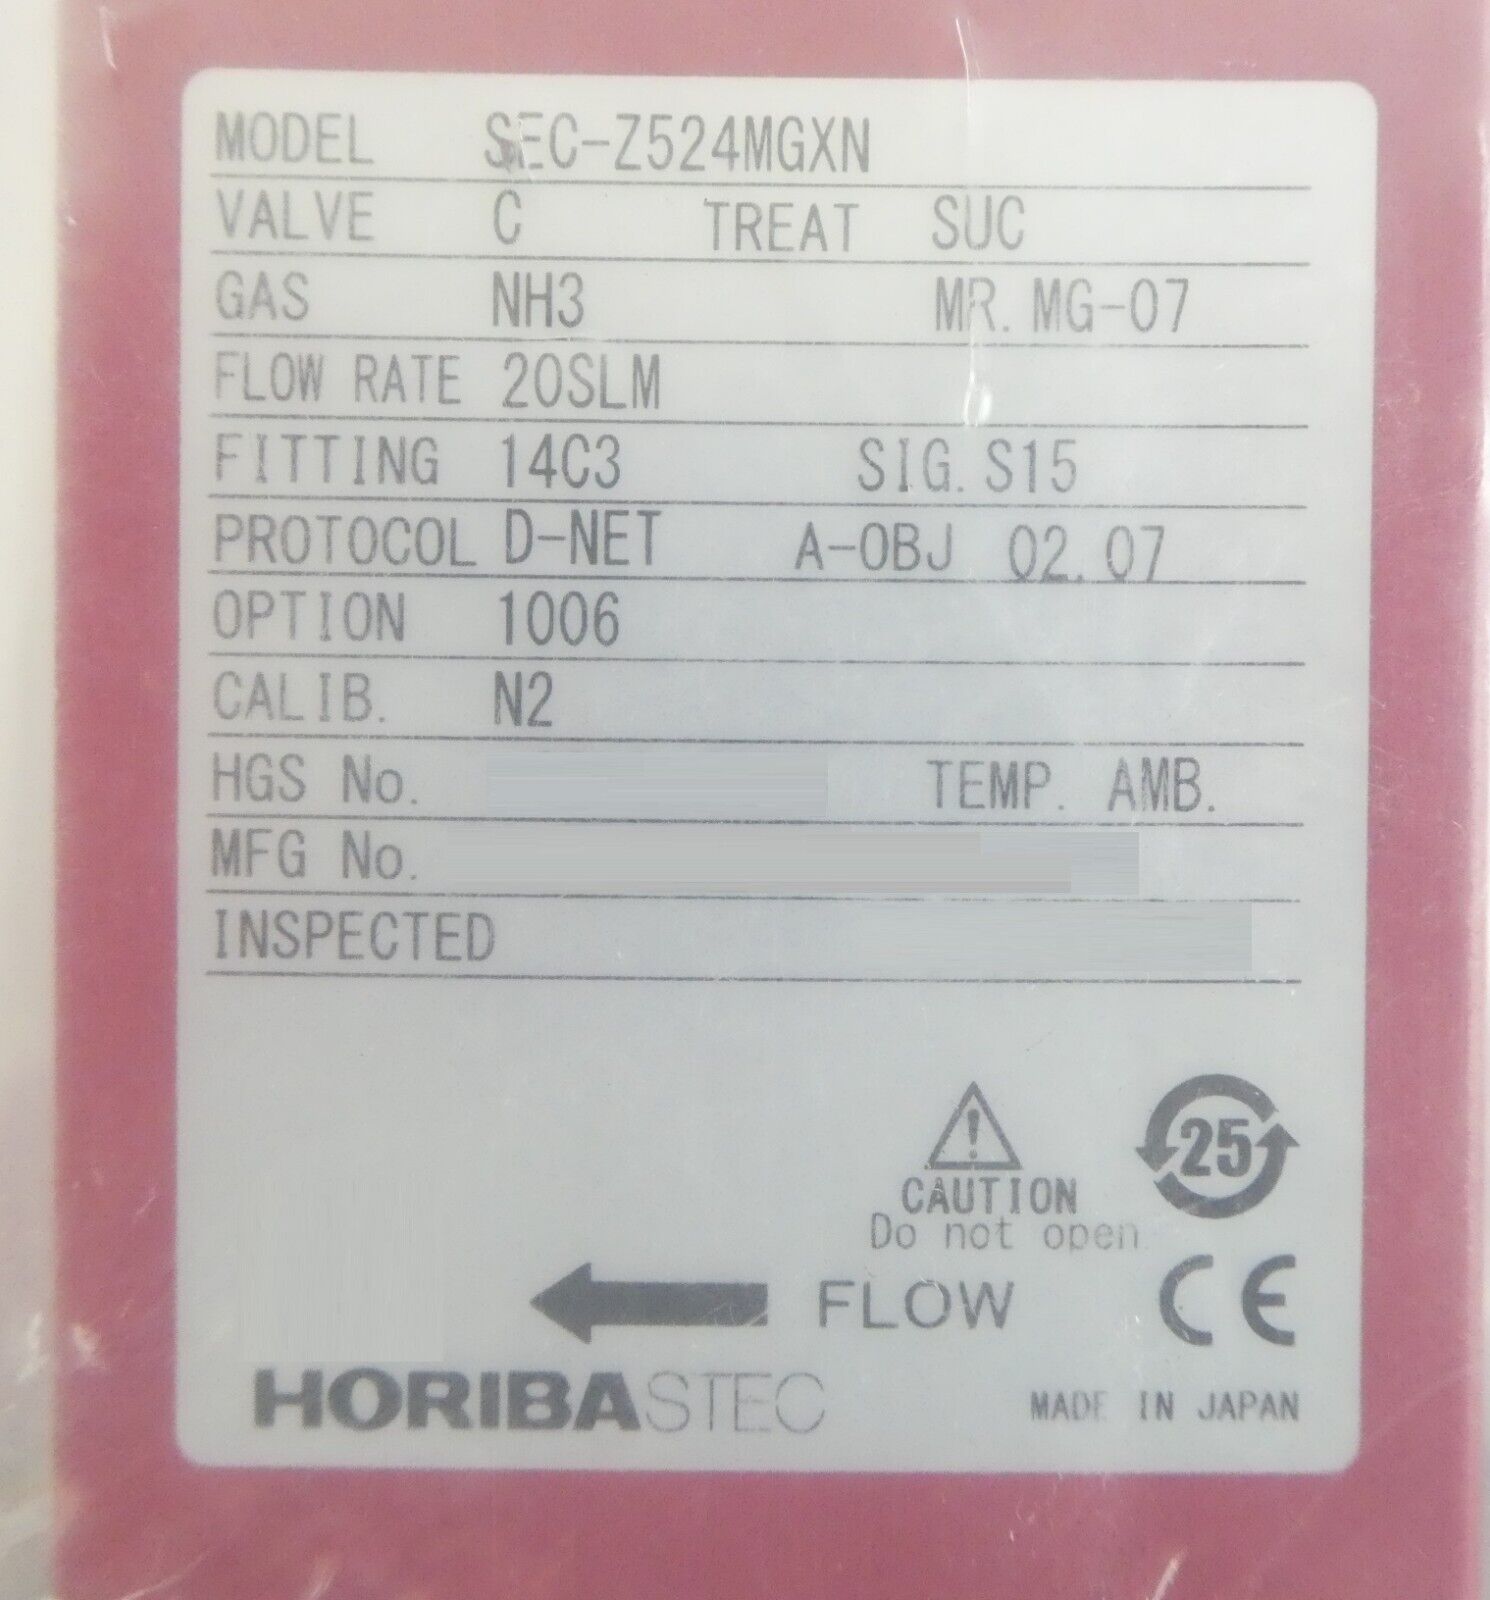 MODEL SEC-Z524MGXN
VALVE C TREAT SUC
GAS NH3 MR. MG-07
FLOW RATE 20SLM
FITTING 14C3 SIG. S15
PROTOCOL D-NET A-OBJ 02.07
OPTION 1006
CALIB. N2
HGS No. TEMP. AMB.
MFG No.
INSPECTED
25
CAUTION
Do not open
FLOW CE
HORIBASTEC MADE IN JAPAN